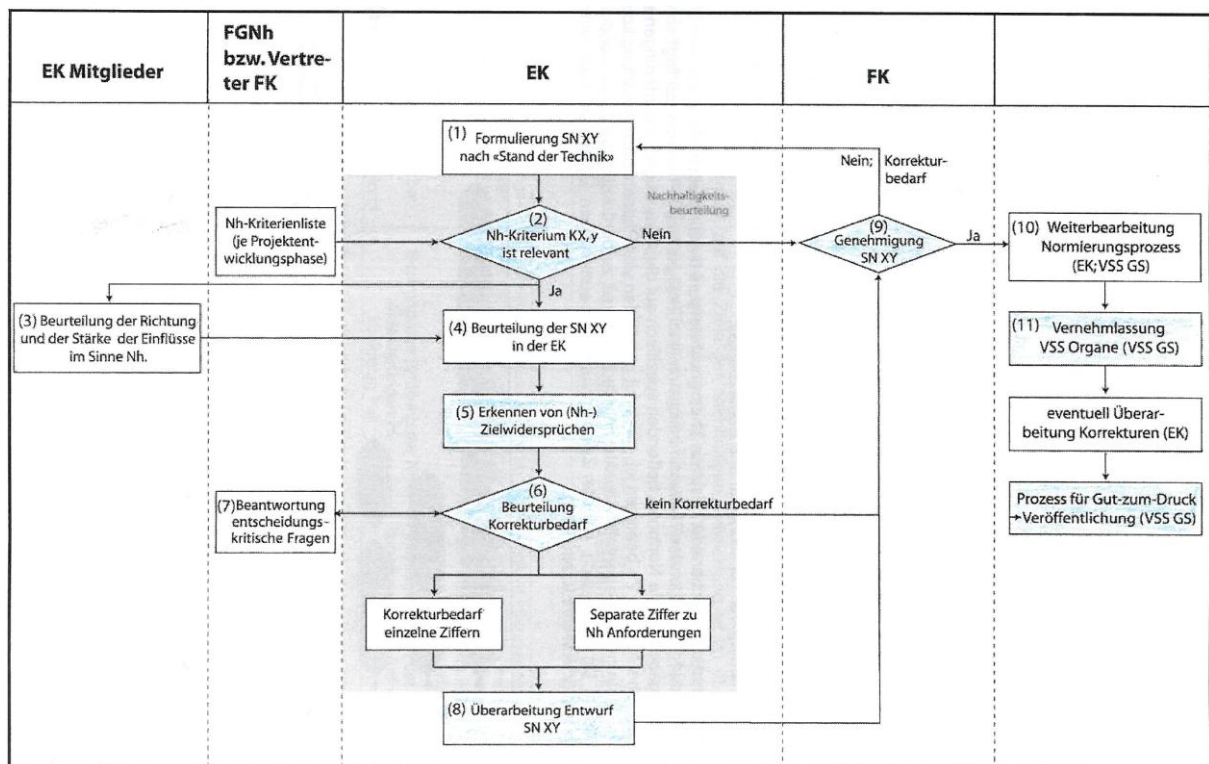 EK Mitglieder
FGNh
bzw. Vertre-
ter FK
EK
FK
(1) Formulierung SN XY
nach «Stand der Technik»
Nein; Korrektur-
bedarf
Nachhaltigkeits-
beurteilung
Nh-Kriterienliste
(je Projektent-
wicklungsphase)
(2)
Nh-Kriterium KX, y
ist relevant
Nein
(9)
Genehmigung
SN XY
Ja
(10) Weiterbearbeitung
Normierungsprozess
(EK; VSS GS)
Ja
(3) Beurteilung der Richtung
und der Stärke der Einflüsse
im Sinne Nh.
(4) Beurteilung der SN XY
in der EK
(11) Vernehmlassung
VSS Organe (VSS GS)
(5) Erkennen von (Nh-)
Zielwidersprüchen
eventuell Überar-
beitung Korrekturen (EK)
(7) Beantwortung
entscheidungs-
kritische Fragen
(6)
Beurteilung
Korrekturbedarf
kein Korrekturbedarf
Prozess für Gut-zum-Druck
Veröffentlichung (VSS GS)
Korrekturbedarf
einzelne Ziffern
Separate Ziffer zu
Nh Anforderungen
(8) Überarbeitung Entwurf
SN XY